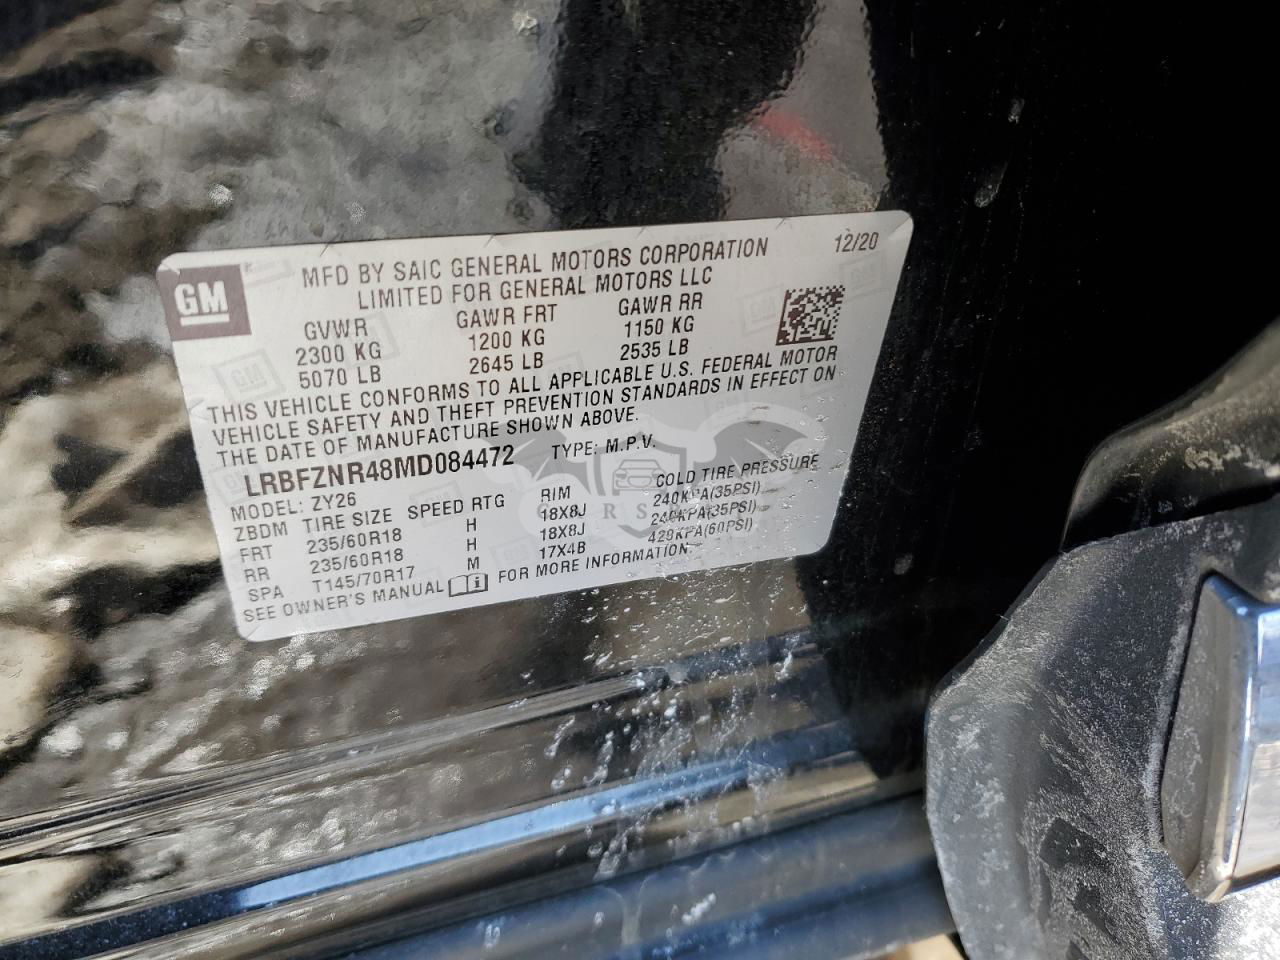 GM
MFD BY SAIC GENERAL MOTORS CORPORATION 12/20
LIMITED FOR GENERAL MOTORS LLC
GVWR GAWR FRT GAWR RR
2300 KG 1200 KG 1150 KG
5070 LB 2645 LB 2535 LB
THIS VEHICLE CONFORMS TO ALL APPLICABLE U.S. FEDERAL MOTOR
VEHICLE SAFETY AND THEFT PREVENTION STANDARDS IN EFFECT ON
THE DATE OF MANUFACTURE SHOWN ABOVE.
LRBFZNR48MD084472 TYPE: M.P.V.
MODEL: ZY26
ZBDM TIRE SIZE SPEED RTG RIM COLD TIRE PRESSURE
FRT 235/60R18 H 18X8J 240KPA(35PSI)
RR 235/60R18 H 18X8J 240KPA(35PSI)
SPA T145/70R17 M 17X4B 420KPA(60PSI)
SEE OWNER'S MANUAL FOR MORE INFORMATION.